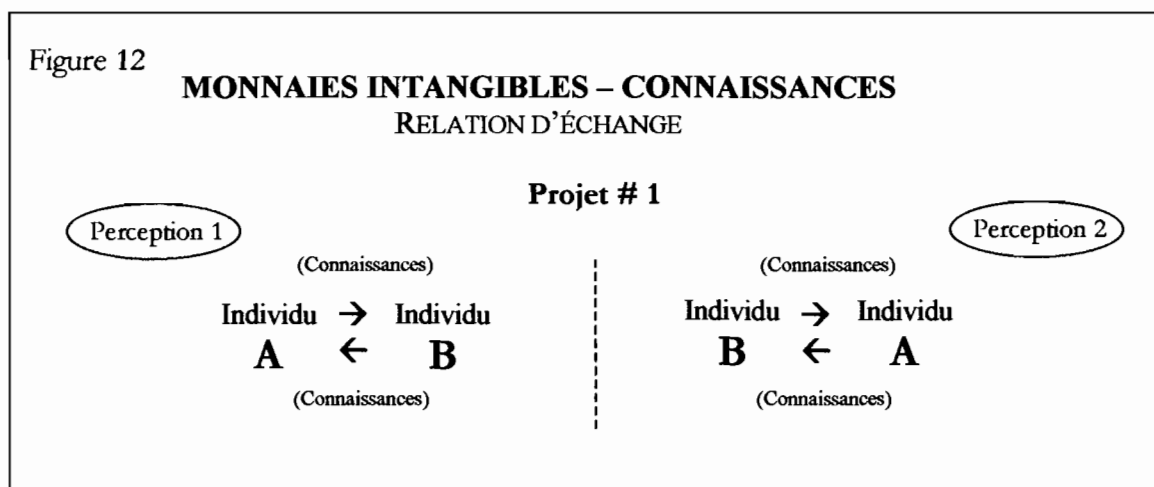 Figure 12
MONNAIES INTANGIBLES – CONNAISSANCES
RELATION D'ÉCHANGE
Projet # 1
Perception 1
Perception 2
(Connaissances)
Individu → Individu
A ← B
(Connaissances)
(Connaissances)
Individu → Individu
B ← A
(Connaissances)